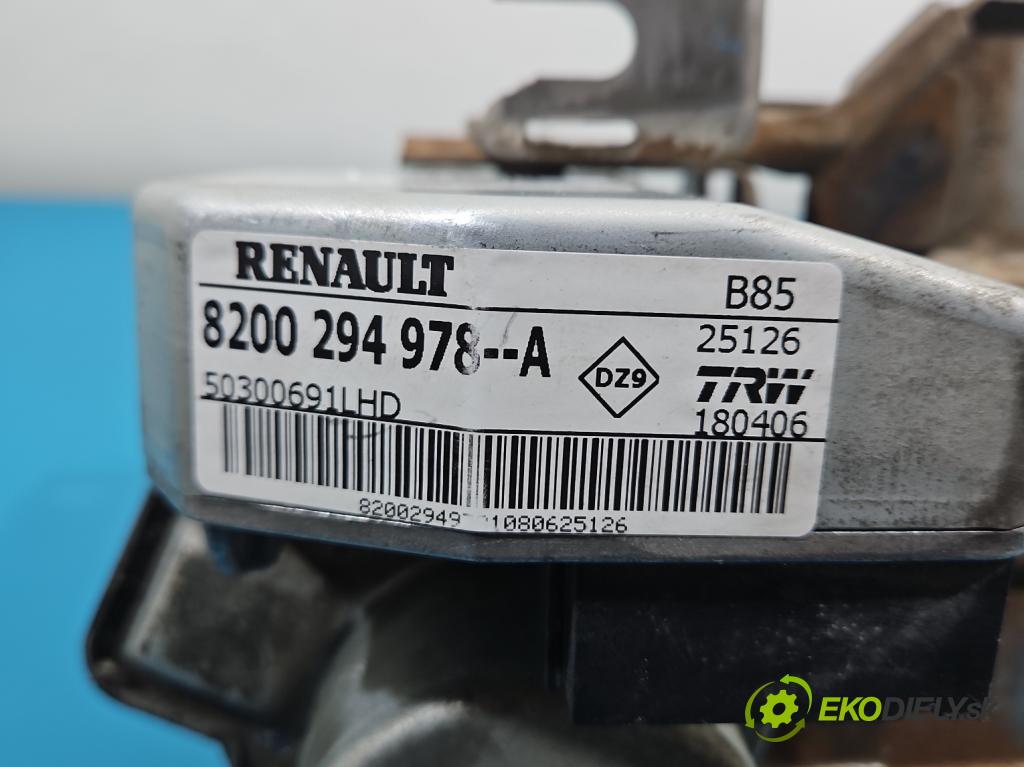 RENAULT
B85
8200 294 978--A
DZ9
25126
TRW
50300691LHD
180406
EKODIELY.sk